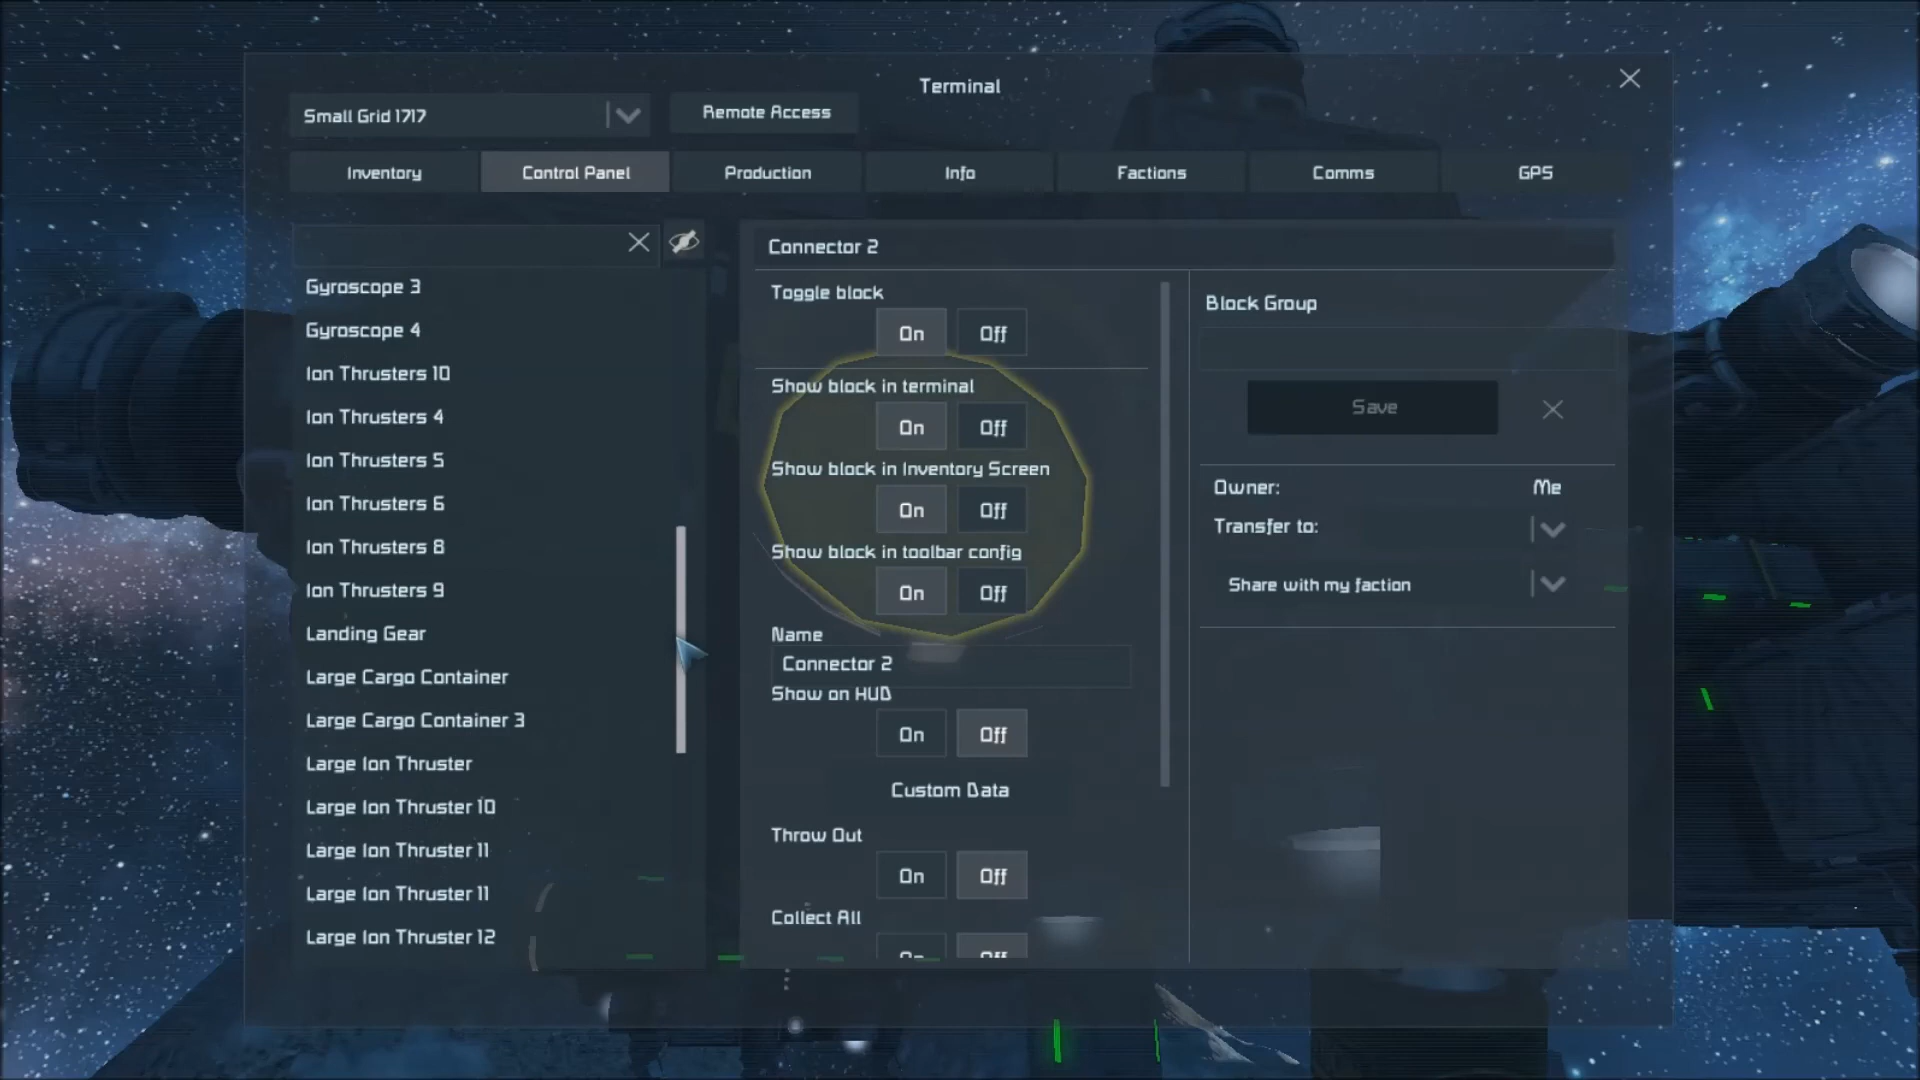 Terminal
Small Grid 1717
Remote Access
Inventory
Control Panel
Production
Info
Factions
Comms
GPS
Gyroscope 3
Gyroscope 4
Ion Thrusters 10
Ion Thrusters 4
Ion Thrusters 5
Ion Thrusters 6
Ion Thrusters 8
Ion Thrusters 9
Landing Gear
Large Cargo Container
Large Cargo Container 3
Large Ion Thruster
Large Ion Thruster 10
Large Ion Thruster 11
Large Ion Thruster 11
Large Ion Thruster 12
Connector 2
Toggle block
On Off
Show block in terminal
On Off
Show block in Inventory Screen
On Off
Show block in toolbar config
On Off
Name
Connector 2
Show on HUD
On Off
Custom Data
Throw Out
On Off
Collect All
On Off
Block Group
Save
Owner: Me
Transfer to:
Share with my faction